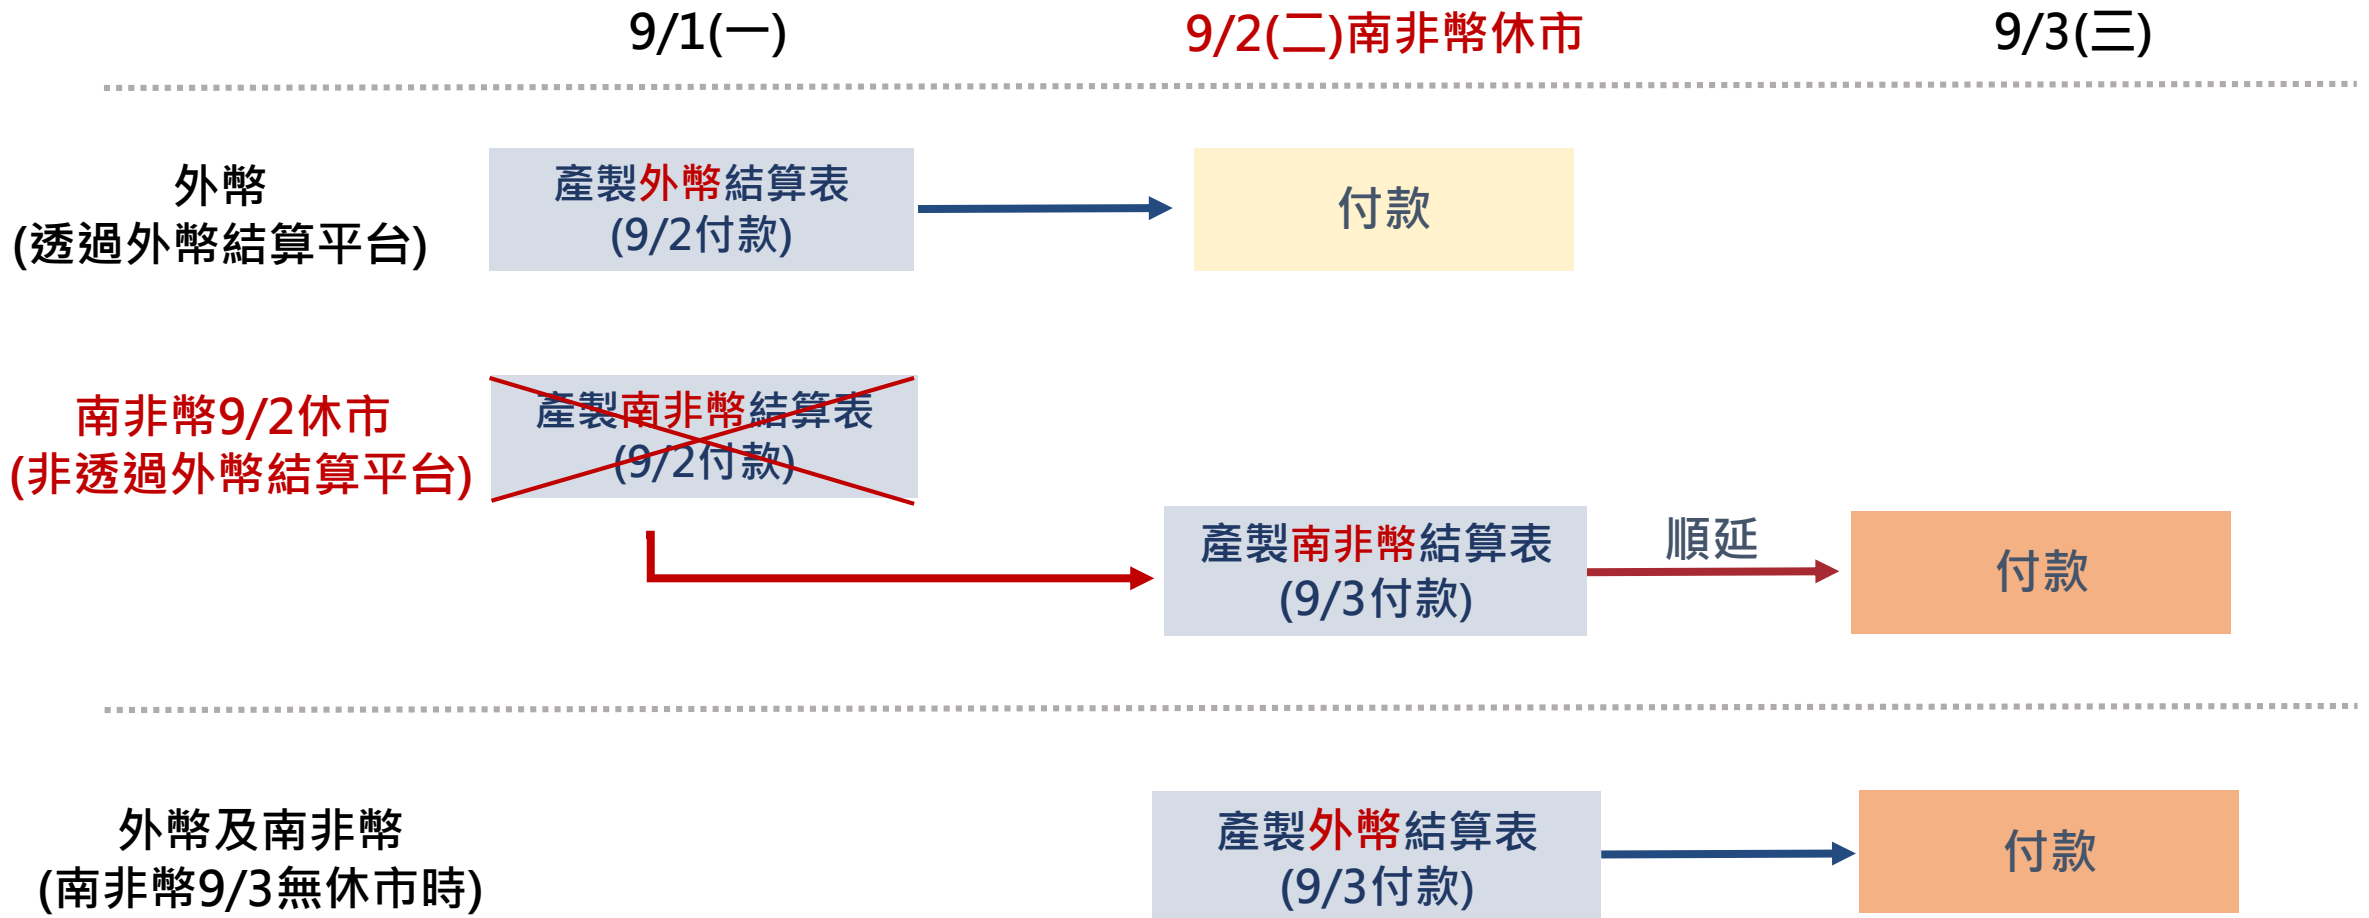 9/1(一)
9/2(二)南非幣休市
9/3(三)
外幣
(透過外幣結算平台)
產製外幣結算表
(9/2付款)
付款
南非幣9/2休市
(非透過外幣結算平台)
產製南非幣結算表
(9/2付款)
產製南非幣結算表
(9/3付款)
順延
付款
外幣及南非幣
(南非幣9/3無休市時)
產製外幣結算表
(9/3付款)
付款